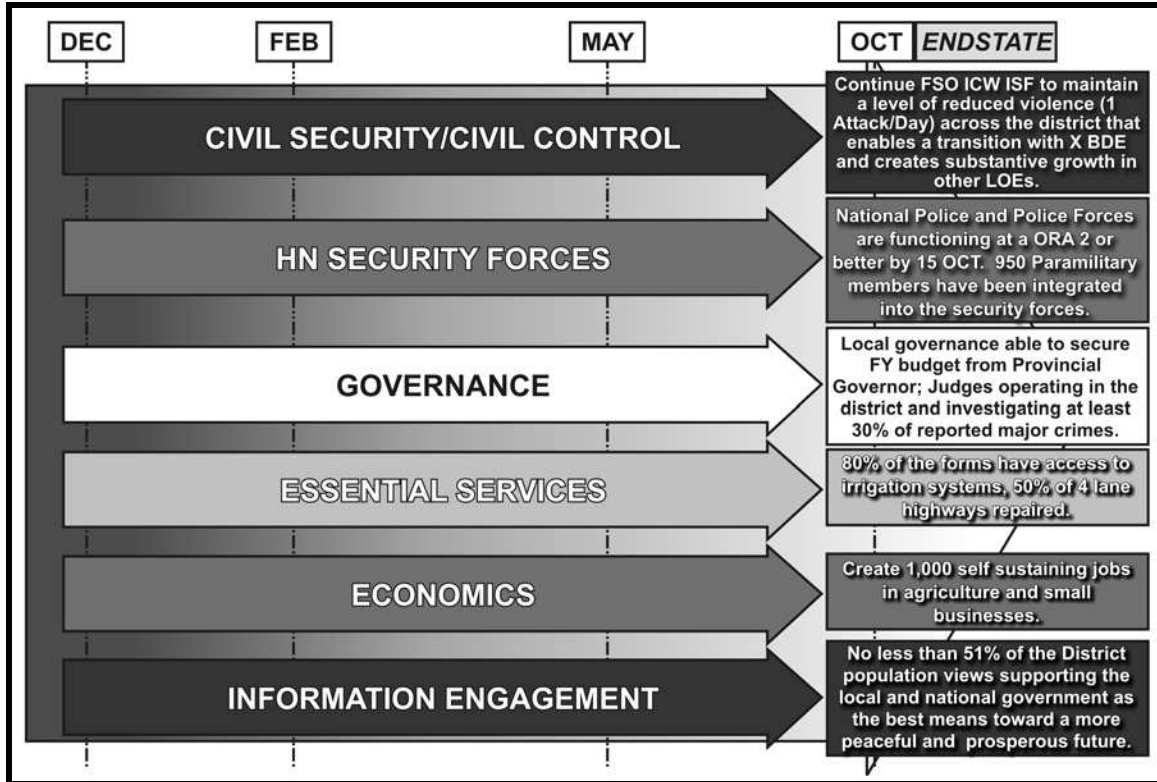 DEC FEB MAY OCT ENDSTATE
CIVIL SECURITY/CIVIL CONTROL
Continue FSO ICW ISF to maintain
a level of reduced violence (1
Attack/Day) across the district that
enables a transition with X BDE
and creates substantive growth in
other LOEs.
HN SECURITY FORCES
National Police and Police Forces
are functioning at a ORA 2 or
better by 15 OCT. 950 Paramilitary
members have been integrated
into the security forces.
GOVERNANCE
Local governance able to secure
FY budget from Provincial
Governor; Judges operating in the
district and investigating at least
30% of reported major crimes.
ESSENTIAL SERVICES
80% of the forms have access to
irrigation systems, 50% of 4 lane
highways repaired.
ECONOMICS
Create 1,000 self sustaining jobs
in agriculture and small
businesses.
INFORMATION ENGAGEMENT
No less than 51% of the District
population views supporting the
local and national government as
the best means toward a more
peaceful and prosperous future.